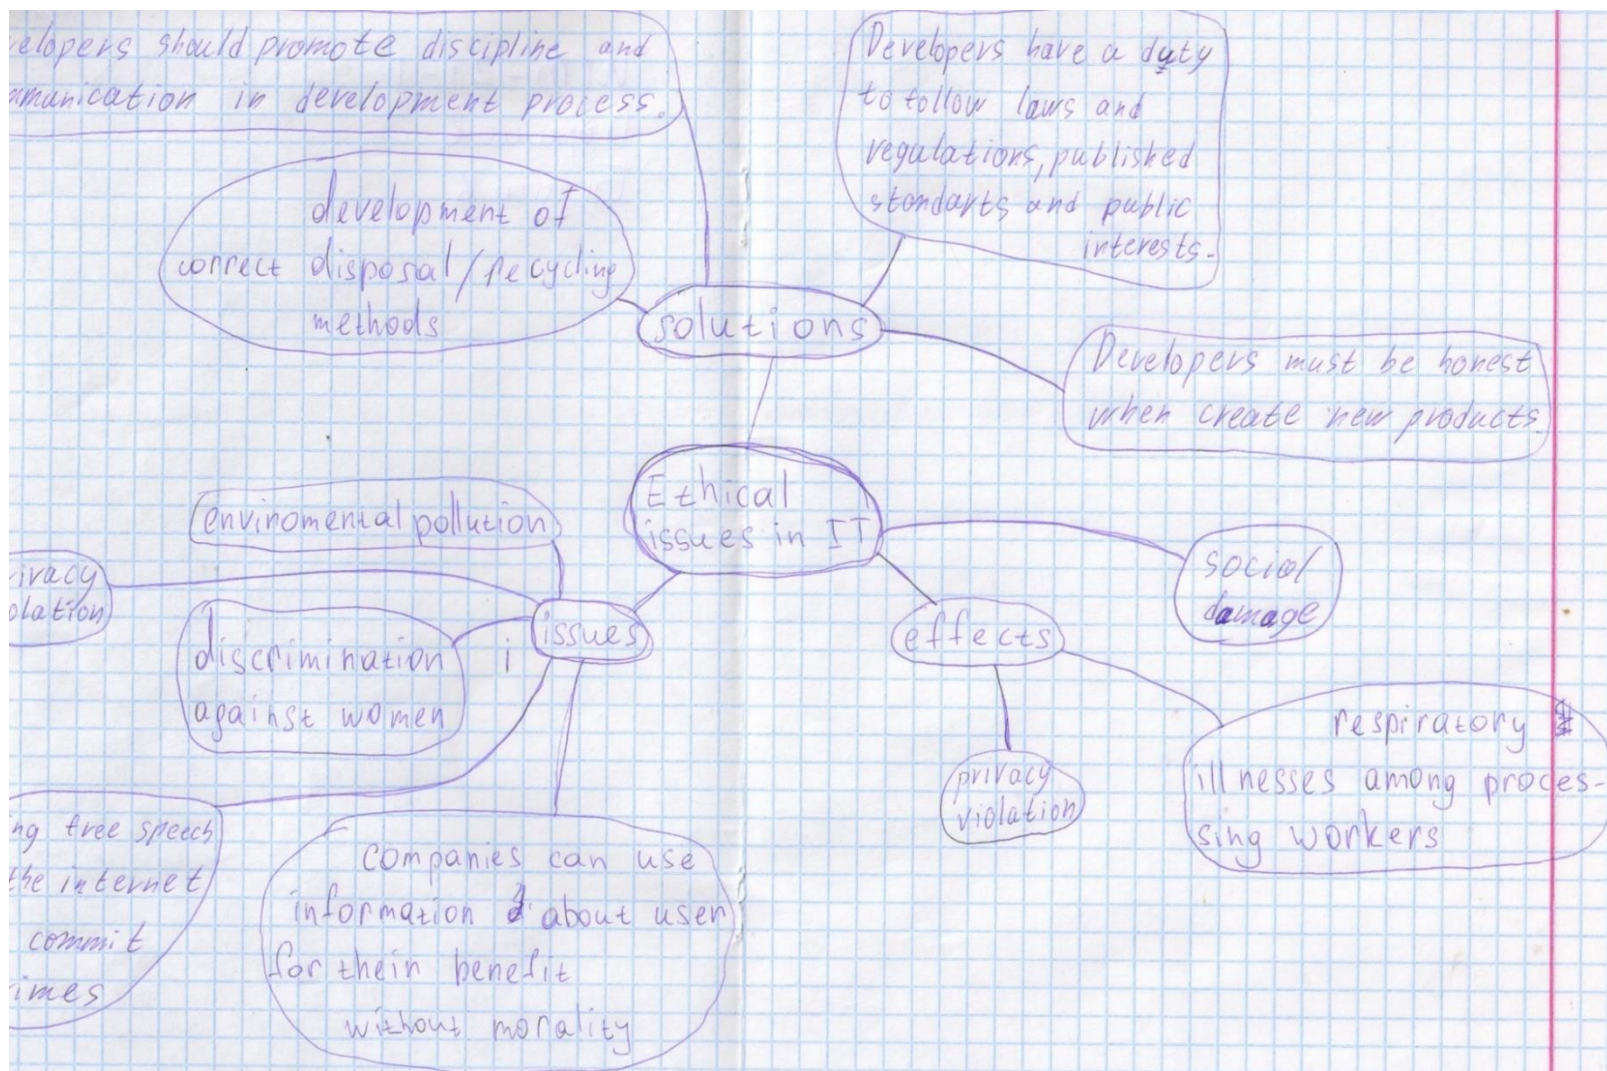 elopers should promote discipline and
mmunication in development process.
Developers have a duty
to follow laws and
regulations, published
standarts and public
interests.
development of
correct disposal/recycling
methods
solutions
Developers must be honest
when create new products.
Ethical
issues in IT
enviromental pollution
ivacy
olation
discrimination
against women
i
issues
effects
social
damage
privacy
violation
respiratory
illnesses among proces-
sing workers
ng free speech
the internet
commit
imes
companies can use
information about user
for their benefit
without morality